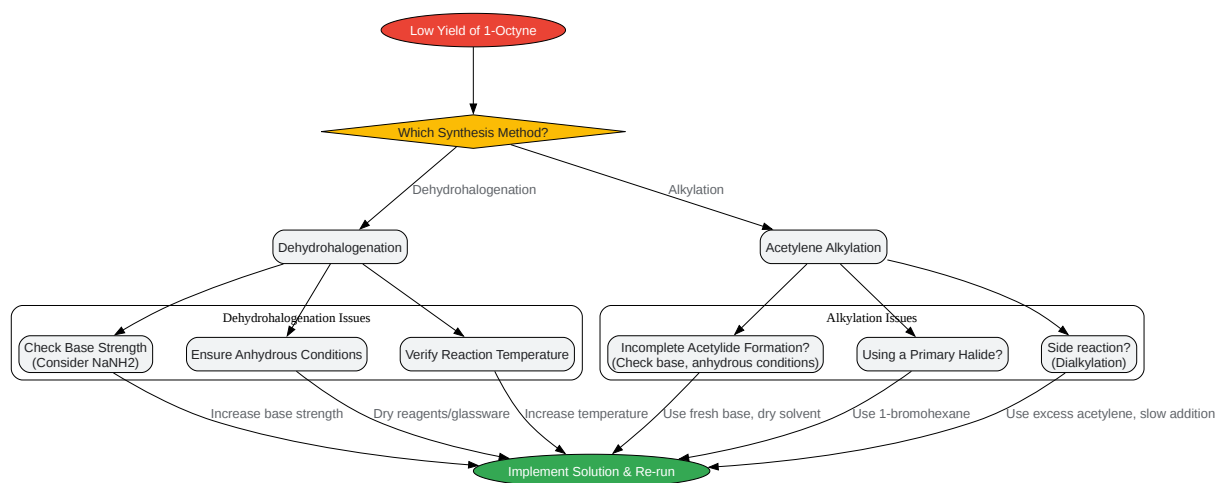 Low Yield of 1-Octyne
Which Synthesis Method?
Dehydrohalogenation
Alkylation
Dehydrohalogenation
Acetylene Alkylation
Dehydrohalogenation Issues
Alkylation Issues
Check Base Strength
(Consider NaNH2)
Ensure Anhydrous Conditions
Verify Reaction Temperature
Incomplete Acetylide Formation?
(Check base, anhydrous conditions)
Using a Primary Halide?
Side reaction?
(Dialkylation)
Increase base strength
Dry reagents/glassware
Increase temperature
Use fresh base, dry solvent
Use 1-bromohexane
Use excess acetylene, slow addition
Implement Solution & Re-run